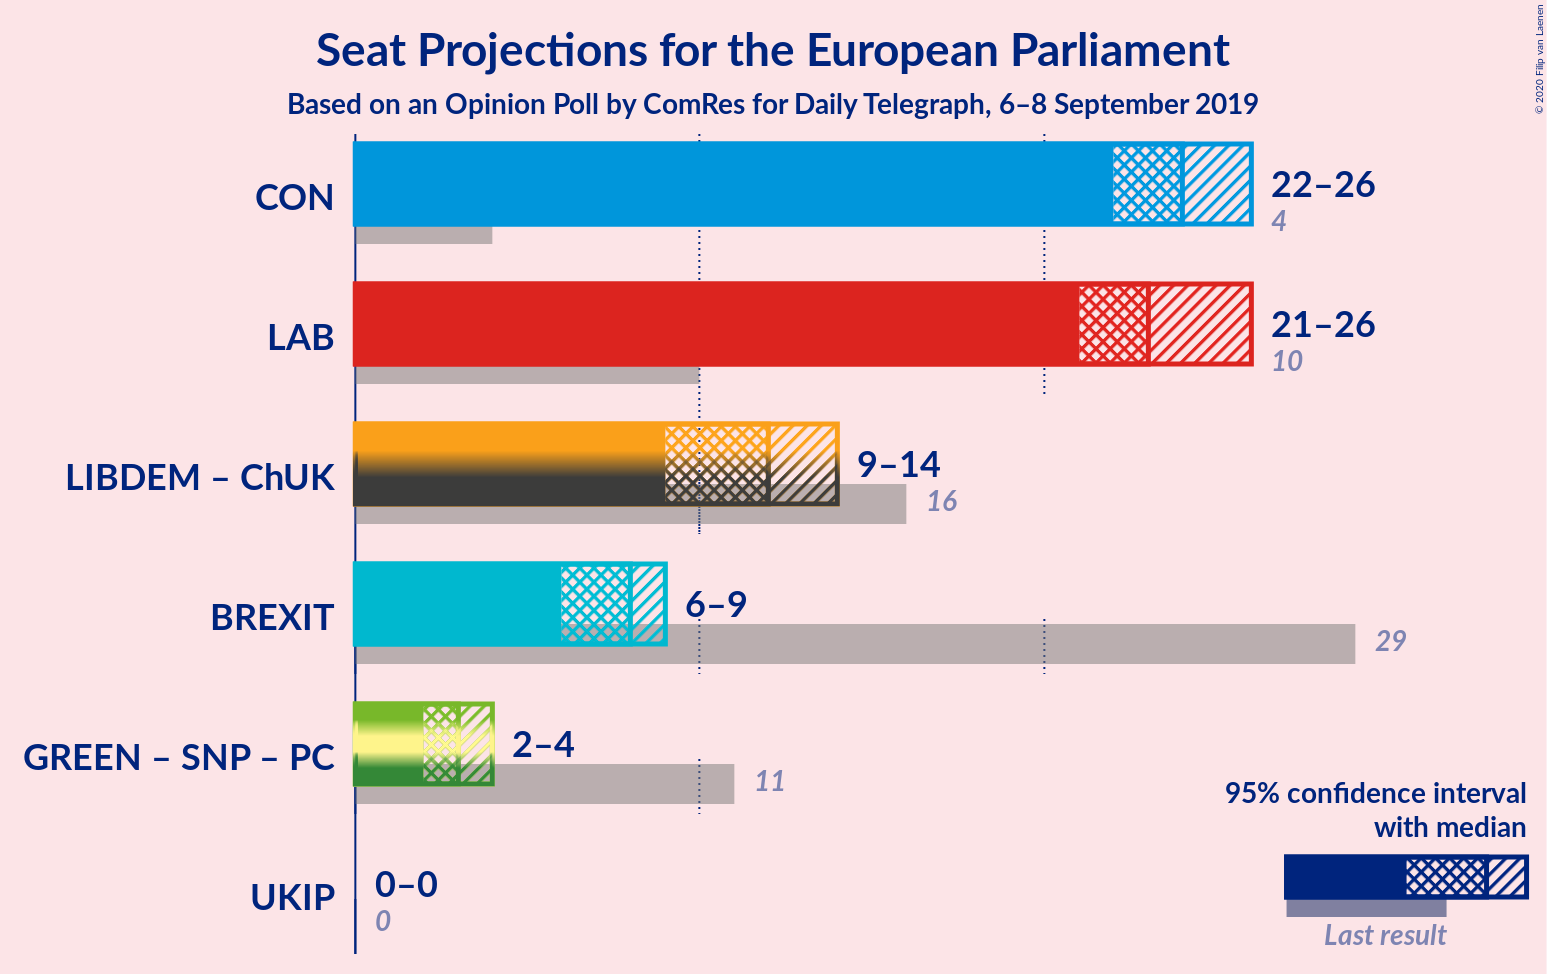 Seat Projections for the European Parliament
Based on an Opinion Poll by ComRes for Daily Telegraph, 6–8 September 2019
© 2020 Filip van Laenen
CON
22–26
4
LAB
21–26
10
LIBDEM – ChUK
9–14
16
BREXIT
6–9
29
GREEN – SNP – PC
2–4
11
UKIP
0–0
0
95% confidence interval
with median
Last result